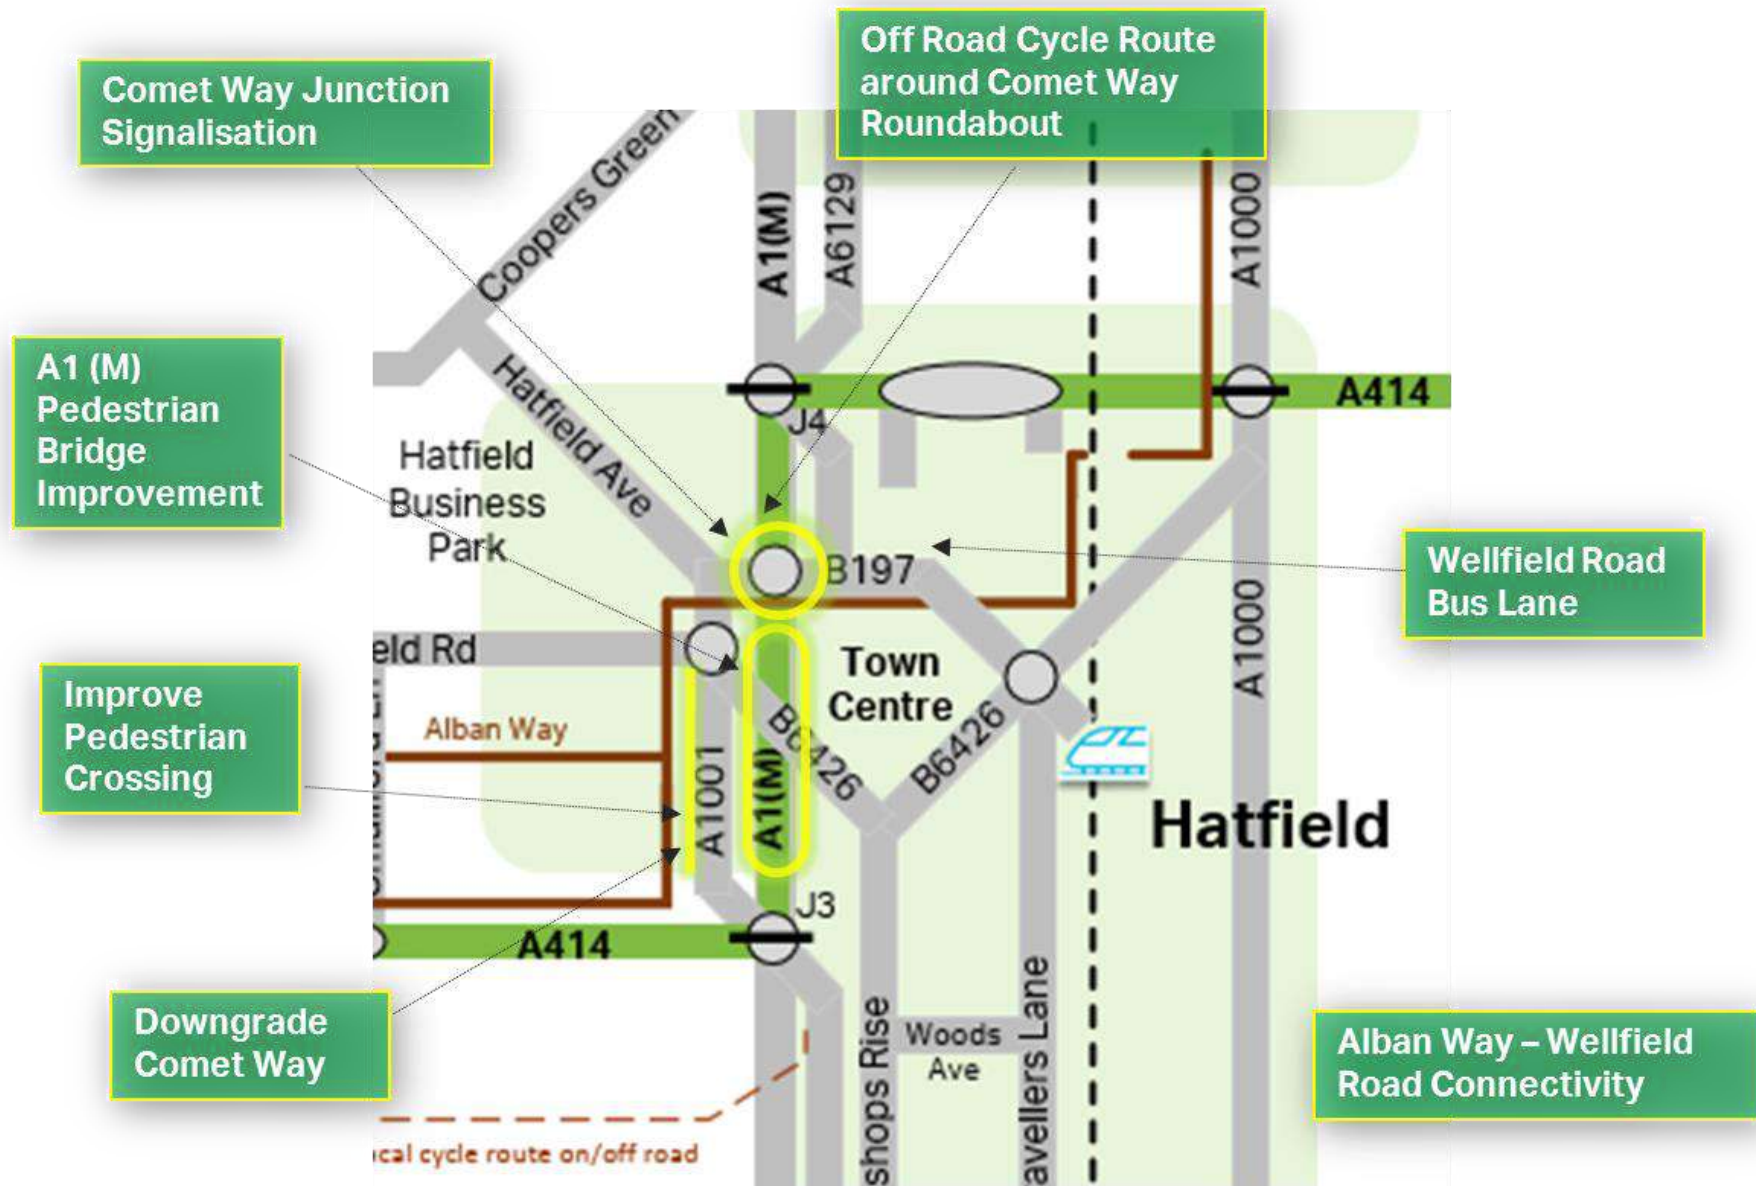 Off Road Cycle Route
around Comet Way
Roundabout
Comet Way Junction
Signalisation
Coopers Green
A1(M)
A6129
A1000
A1 (M)
Pedestrian
Bridge
Improvement
Hatfield Ave
A414
J4
Hatfield
Business
Park
B197
Wellfield Road
Bus Lane
A1000
eld Rd
Town
Centre
Improve
Pedestrian
Crossing
Alban Way
A1001
A1(M)
B6426
B6426
Hatfield
J3
A414
Downgrade
Comet Way
shops Rise
Woods
Ave
avellers Lane
Alban Way – Wellfield
Road Connectivity
cal cycle route on/off road